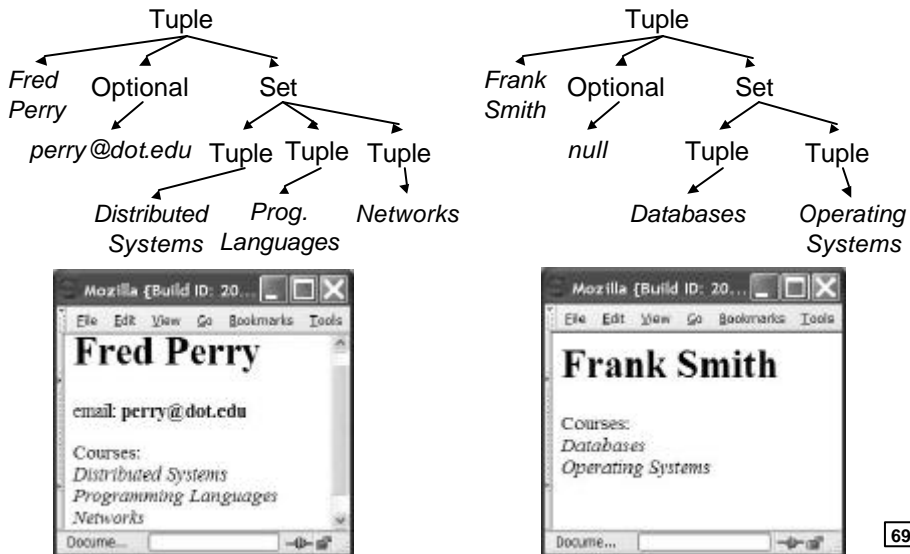 Tuple
Fred
Perry
Optional
Set
perry@dot.edu
Tuple Tuple Tuple
Distributed
Systems
Prog.
Languages
Networks
Tuple
Frank
Smith
Optional
Set
null
Tuple
Tuple
Databases
Operating
Systems
Mozilla {Build ID: 20...
File Edit View Go Bookmarks Tools
Fred Perry
email: perry@dot.edu
Courses:
Distributed Systems
Programming Languages
Networks
Docume...
Mozilla {Build ID: 20...
File Edit View Go Bookmarks Tools
Frank Smith
Courses:
Databases
Operating Systems
Docume...
69